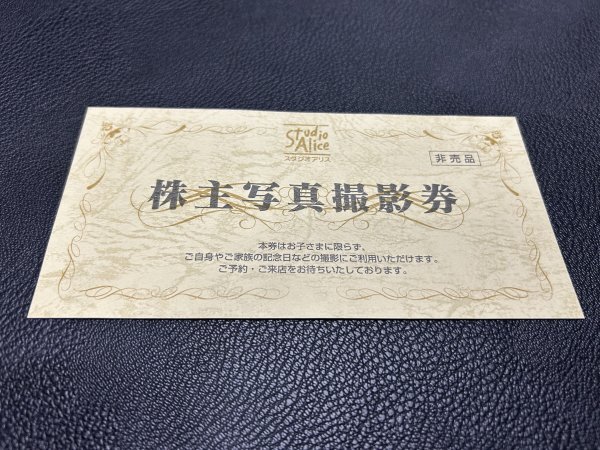 Studio
Alice
スタジオアリス
非売品
株主写真撮影券
本券はお子さまに限らず、
ご自身やご家族の記念日などの撮影にご利用いただけます。
ご予約・ご来店をお待ちいたしております。